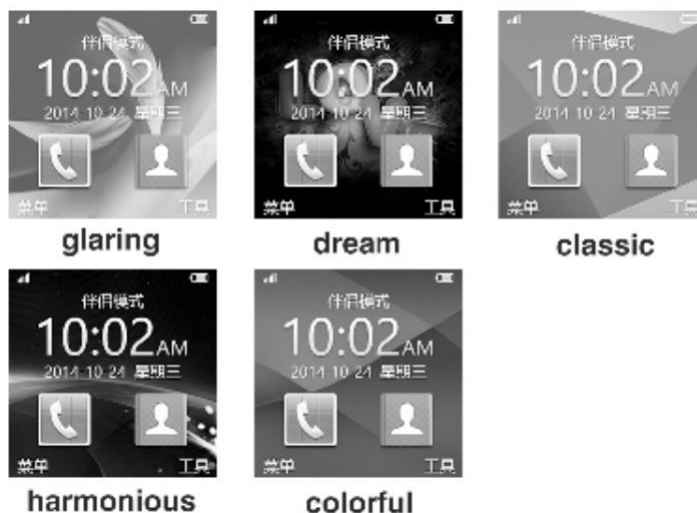 伴侣模式
10:02AM
2014-10-24 星期三
菜单 工具
glaring
伴侣模式
10:02AM
2014-10-24 星期三
菜单 工具
dream
伴侣模式
10:02AM
2014-10-24 星期三
菜单 工具
classic
伴侣模式
10:02AM
2014-10-24 星期三
菜单 工具
harmonious
伴侣模式
10:02AM
2014-10-24 星期三
菜单 工具
colorful